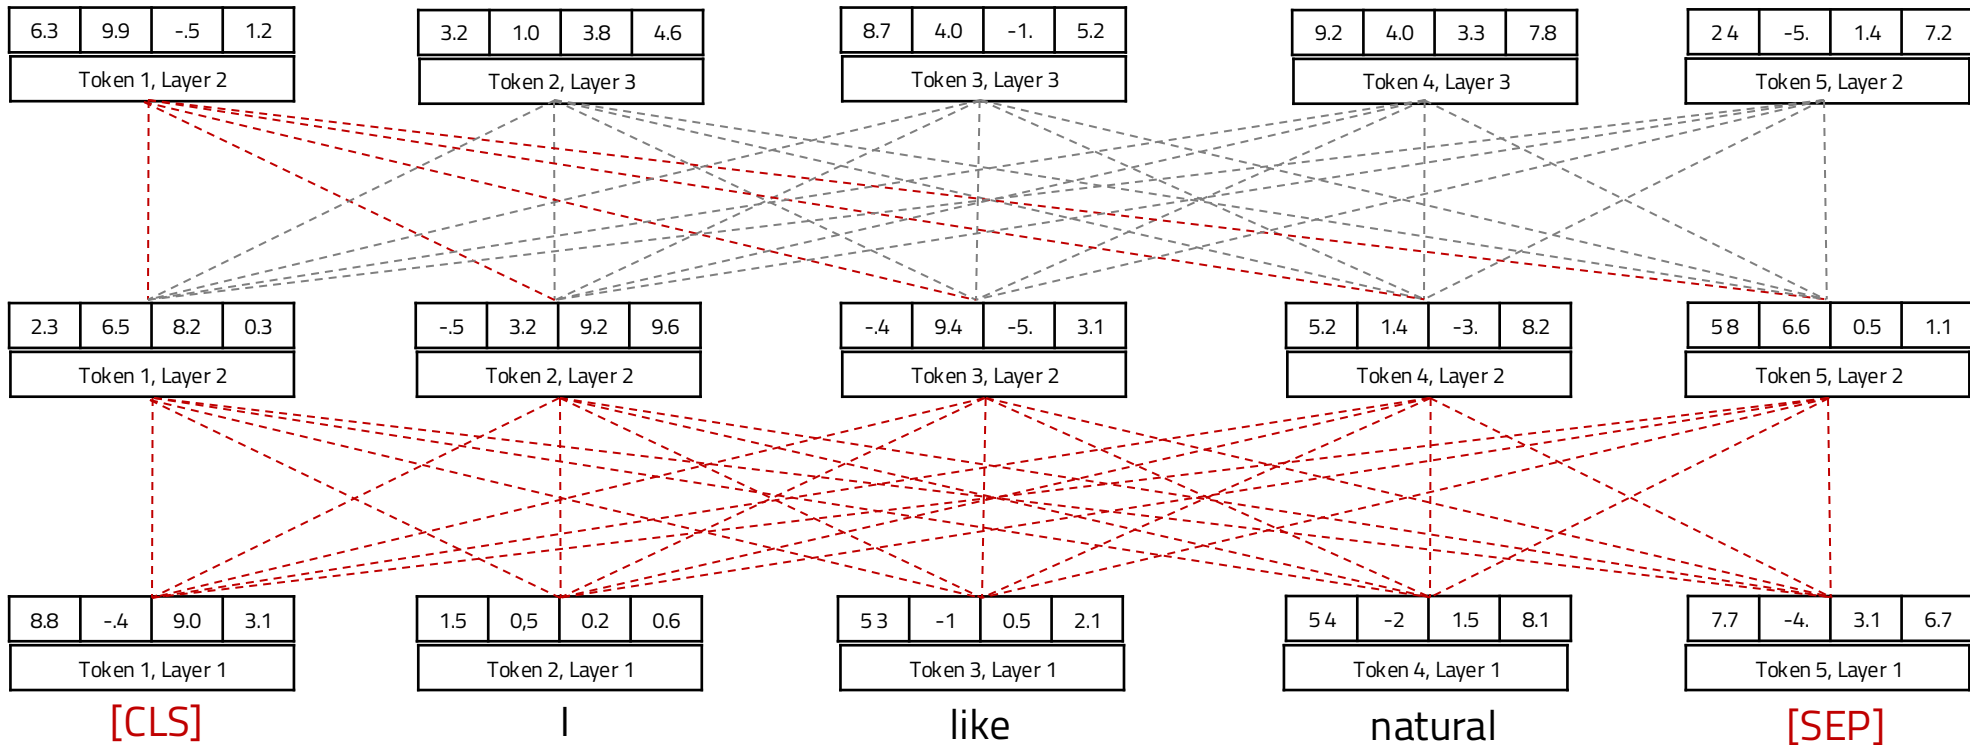 6.3 9.9 -.5 1.2 3.2 1.0 3.8 4.6 8.7 4.0 -1. 5.2 9.2 4.0 3.3 7.8 2 4 -5. 1.4 7.2
Token 1, Layer 2 Token 2, Layer 3 Token 3, Layer 3 Token 4, Layer 3 Token 5, Layer 2
2.3 6.5 8.2 0.3 -.5 3.2 9.2 9.6 -.4 9.4 -5. 3.1 5.2 1.4 -3. 8.2 5 8 6.6 0.5 1.1
Token 1, Layer 2 Token 2, Layer 2 Token 3, Layer 2 Token 4, Layer 2 Token 5, Layer 2
8.8 -.4 9.0 3.1 1.5 0,5 0.2 0.6 5 3 -1 0.5 2.1 5 4 -2 1.5 8.1 7.7 -4. 3.1 6.7
Token 1, Layer 1 Token 2, Layer 1 Token 3, Layer 1 Token 4, Layer 1 Token 5, Layer 1
[CLS] I like natural [SEP]